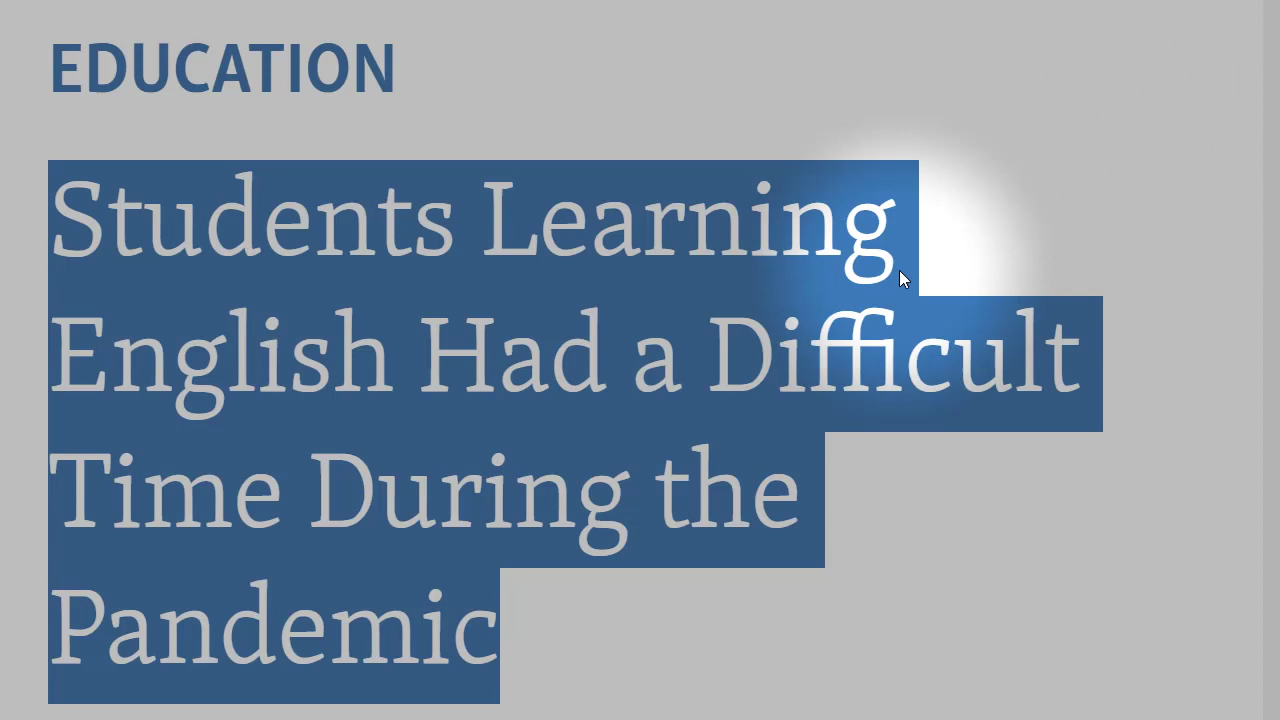 EDUCATION
Students Learning
English Had a Difficult
Time During the
Pandemic